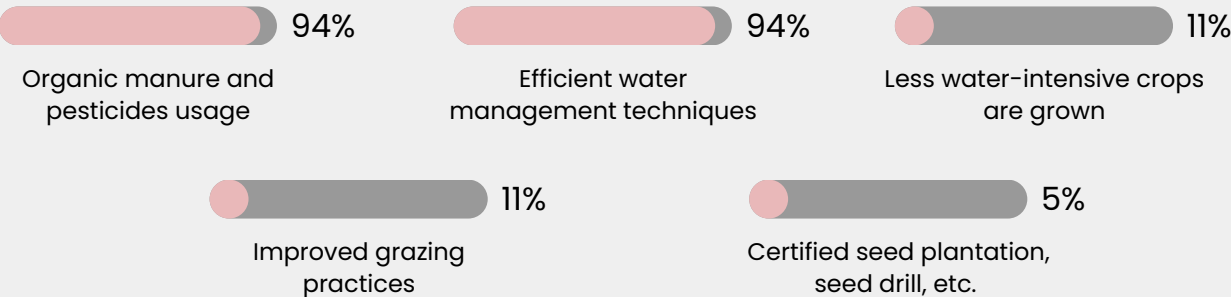 94%
94%
11%
Organic manure and
pesticides usage
Efficient water
management techniques
Less water-intensive crops
are grown
11%
5%
Improved grazing
practices
Certified seed plantation,
seed drill, etc.